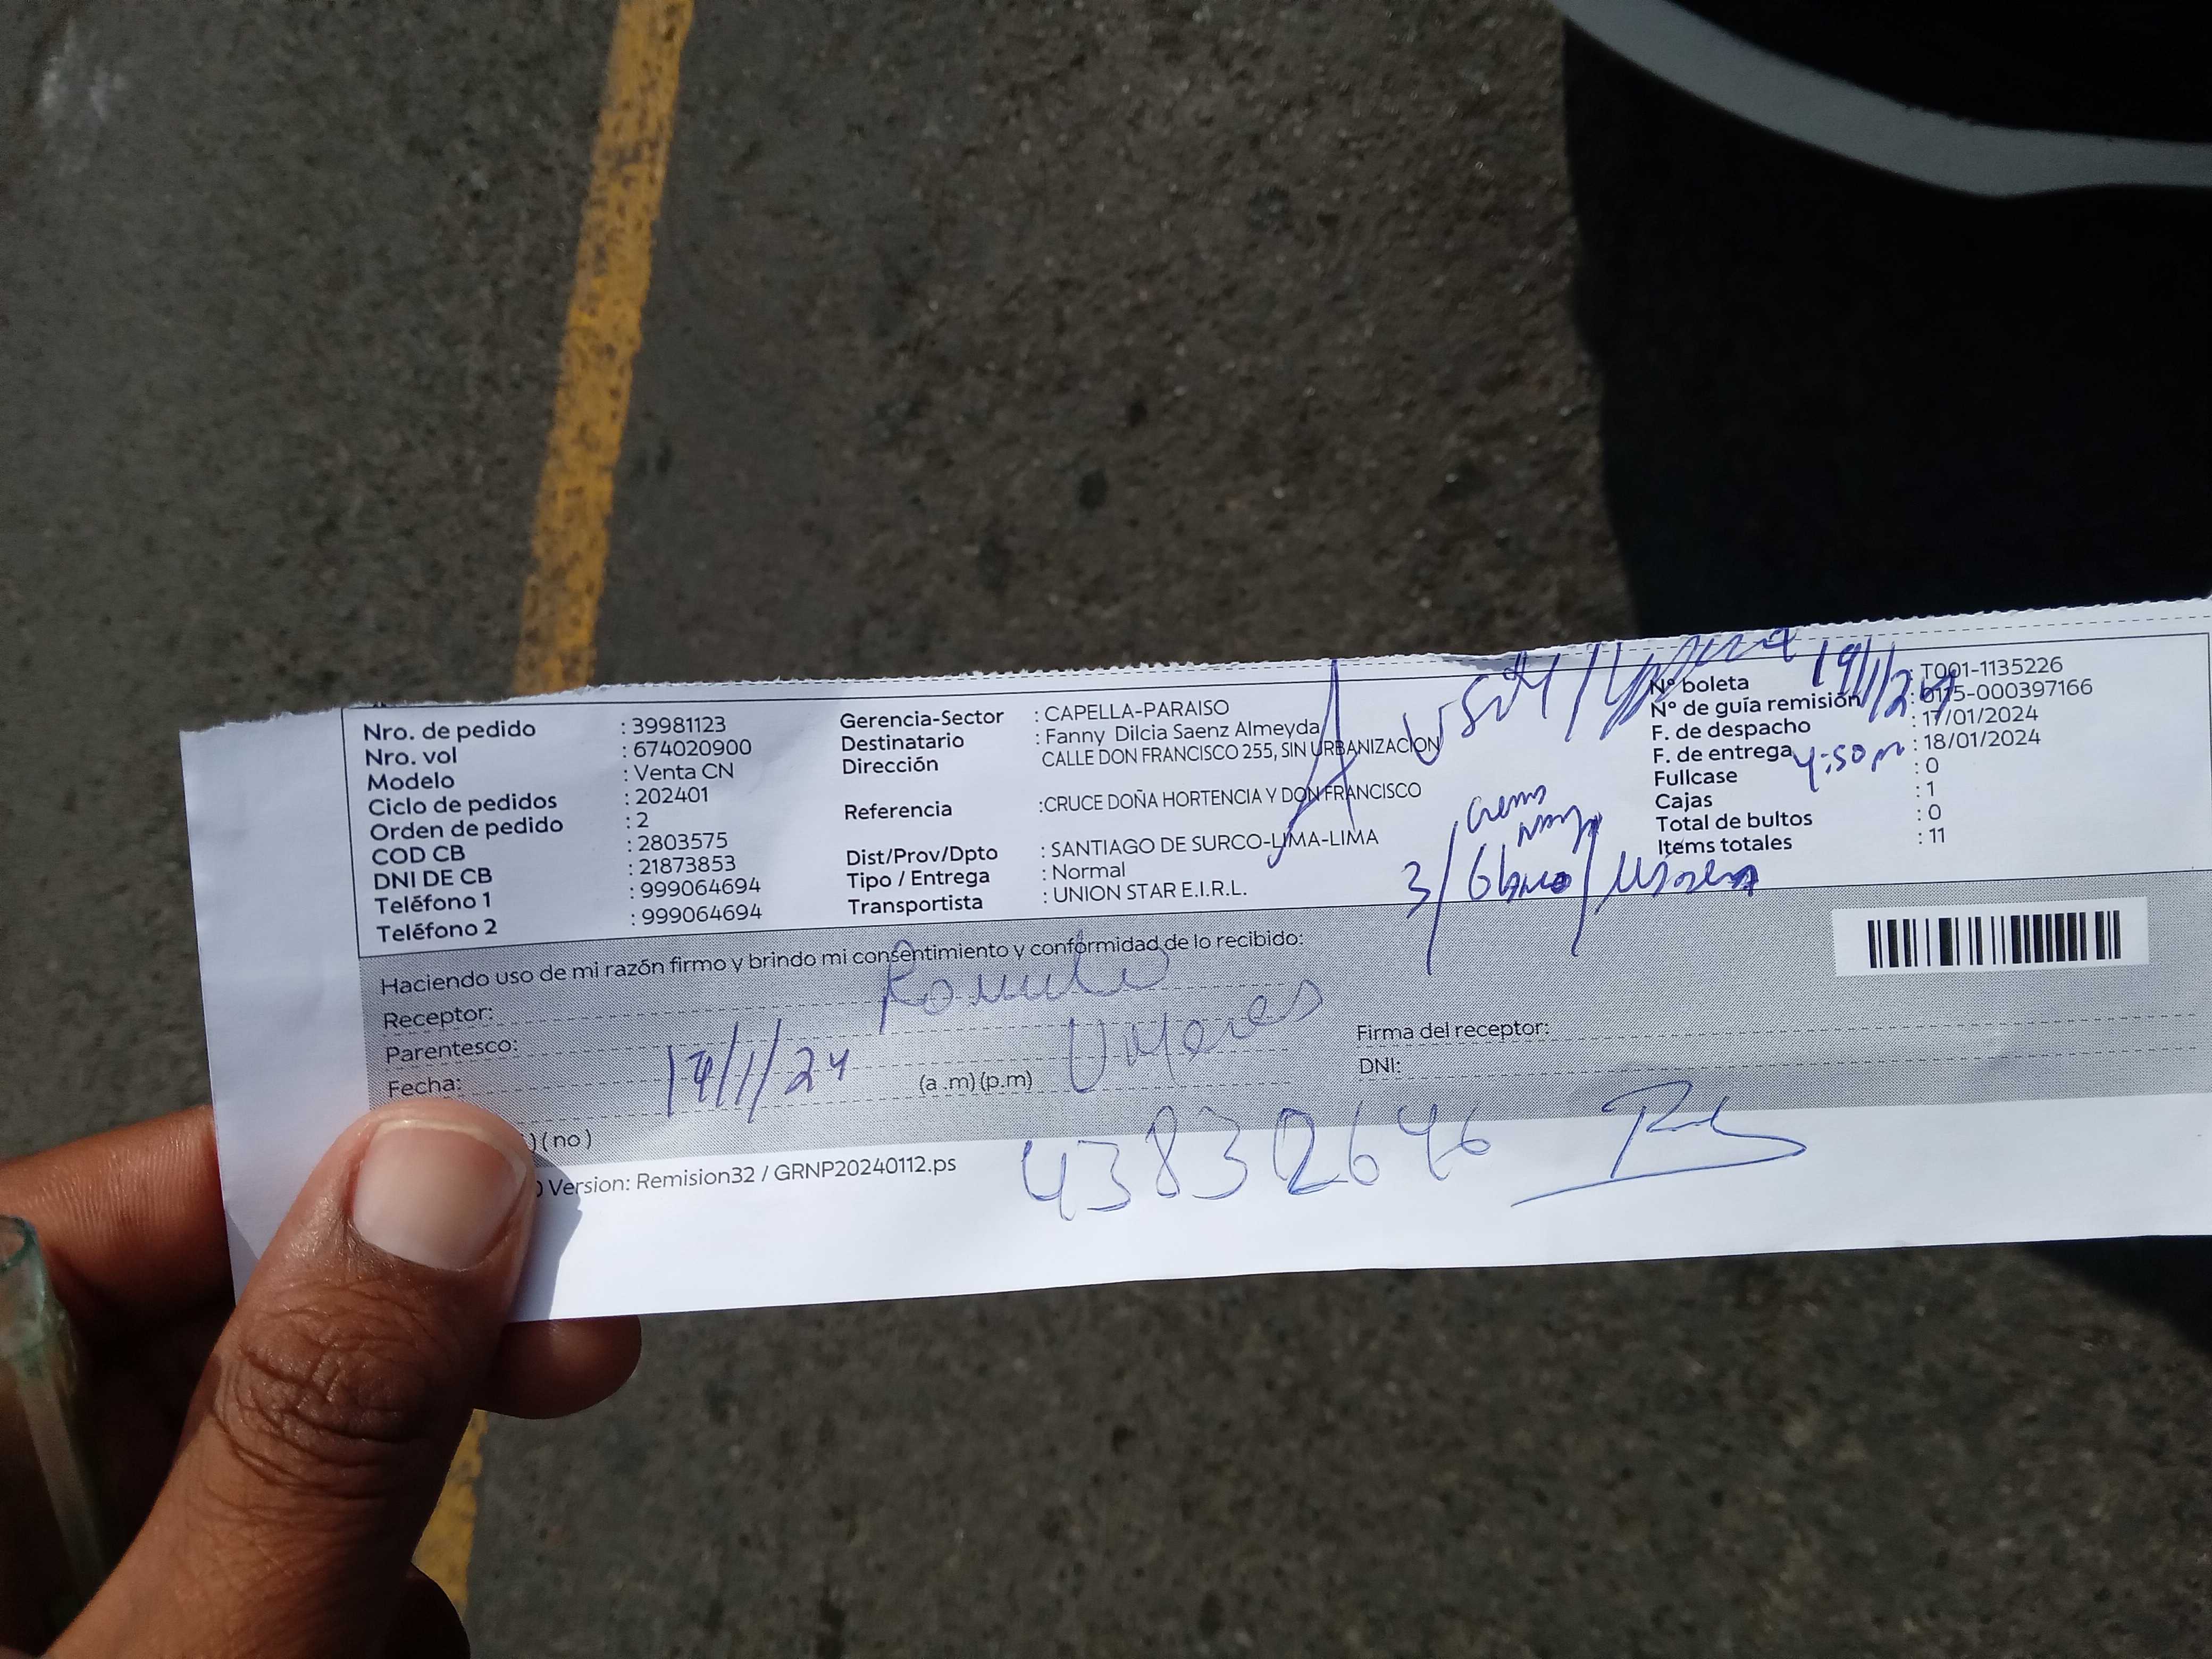 Nro. de pedido : 39981123
Nro. vol : 674020900
Modelo : Venta CN
Ciclo de pedidos : 202401
Orden de pedido : 2
COD CB : 2803575
DNI DE CB : 21873853
Teléfono 1 : 999064694
Teléfono 2 : 999064694
Gerencia-Sector : CAPELLA-PARAISO
Destinatario : Fanny Dilcia Saenz Almeyda
Dirección CALLE DON FRANCISCO 255, SIN URBANIZACION
Referencia :CRUCE DOÑA HORTENCIA Y DON FRANCISCO
Dist/Prov/Dpto : SANTIAGO DE SURCO-LIMA-LIMA
Tipo / Entrega : Normal
Transportista : UNION STAR E.I.R.L.
19/1/24
Nº boleta : T001-1135226
Nº de guía remisión : 0175-000397166
F. de despacho : 17/01/2024
F. de entrega : 18/01/2024
4:50 pm
Fullcase : 0
Cajas : 1
Total de bultos : 0
Items totales : 11
Haciendo uso de mi razón firmo y brindo mi consentimiento y conformidad de lo recibido:
Receptor:
Parentesco:
Fecha: 19/1/24 (a .m) (p.m)
Firma del receptor:
DNI:
43830646
) (no)
Version: Remision32 / GRNP20240112.ps